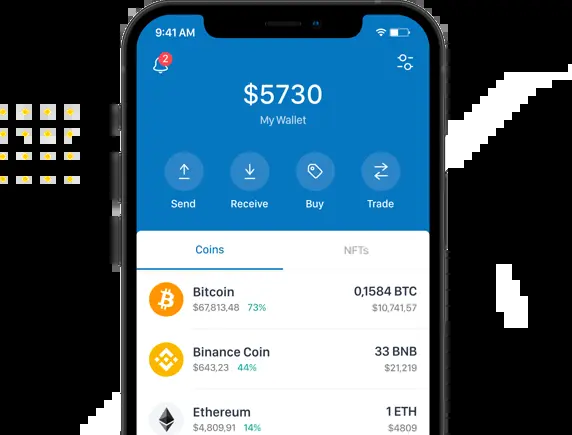 9:41 AM
2
$5730
My Wallet
Send Receive Buy Trade
Coins NFTs
Bitcoin 0,1584 BTC
$67,813,48 73% $10,741,57
Binance Coin 33 BNB
$643,23 44% $21,219
Ethereum 1 ETH
$4,809,91 14% $4809